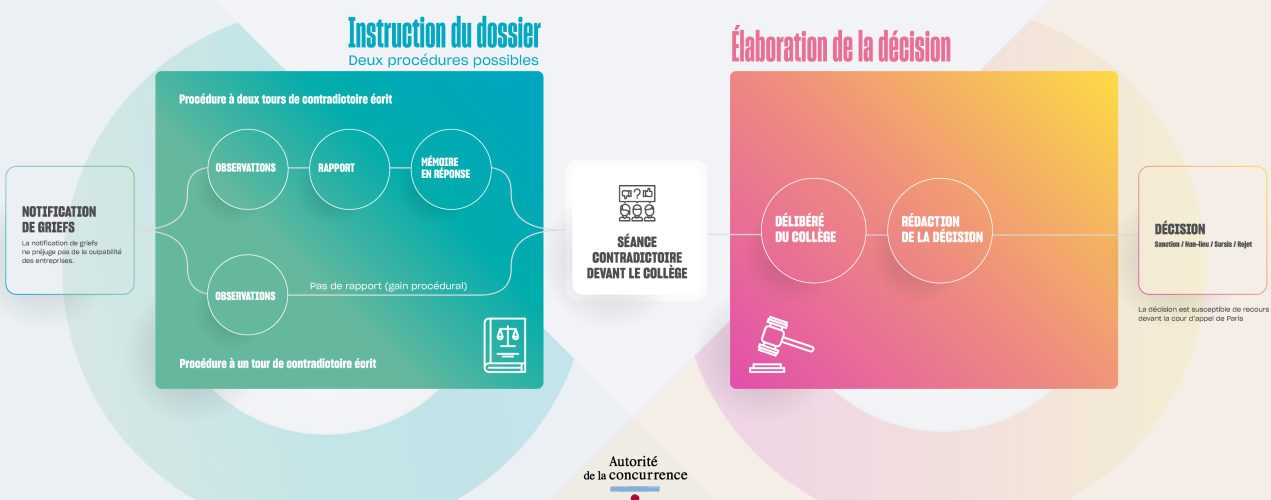 Instruction du dossier
Deux procédures possibles
Élaboration de la décision
Procédure à deux tours de contradictoire écrit
OBSERVATIONS
RAPPORT
MÉMOIRE
EN RÉPONSE
NOTIFICATION
DE GRIEFS
La notification de griefs
ne préjuge pas de la culpabilité
des entreprises.
OBSERVATIONS
Pas de rapport (gain procédural)
Procédure à un tour de contradictoire écrit
SÉANCE
CONTRADICTOIRE
DEVANT LE COLLÈGE
DÉLIBÉRÉ
DU COLLÈGE
RÉDACTION
DE LA DÉCISION
DÉCISION
Sanction / Non-lieu / Sursis / Rejet
La décision est susceptible de recours
devant la cour d'appel de Paris
Autorité
de la concurrence